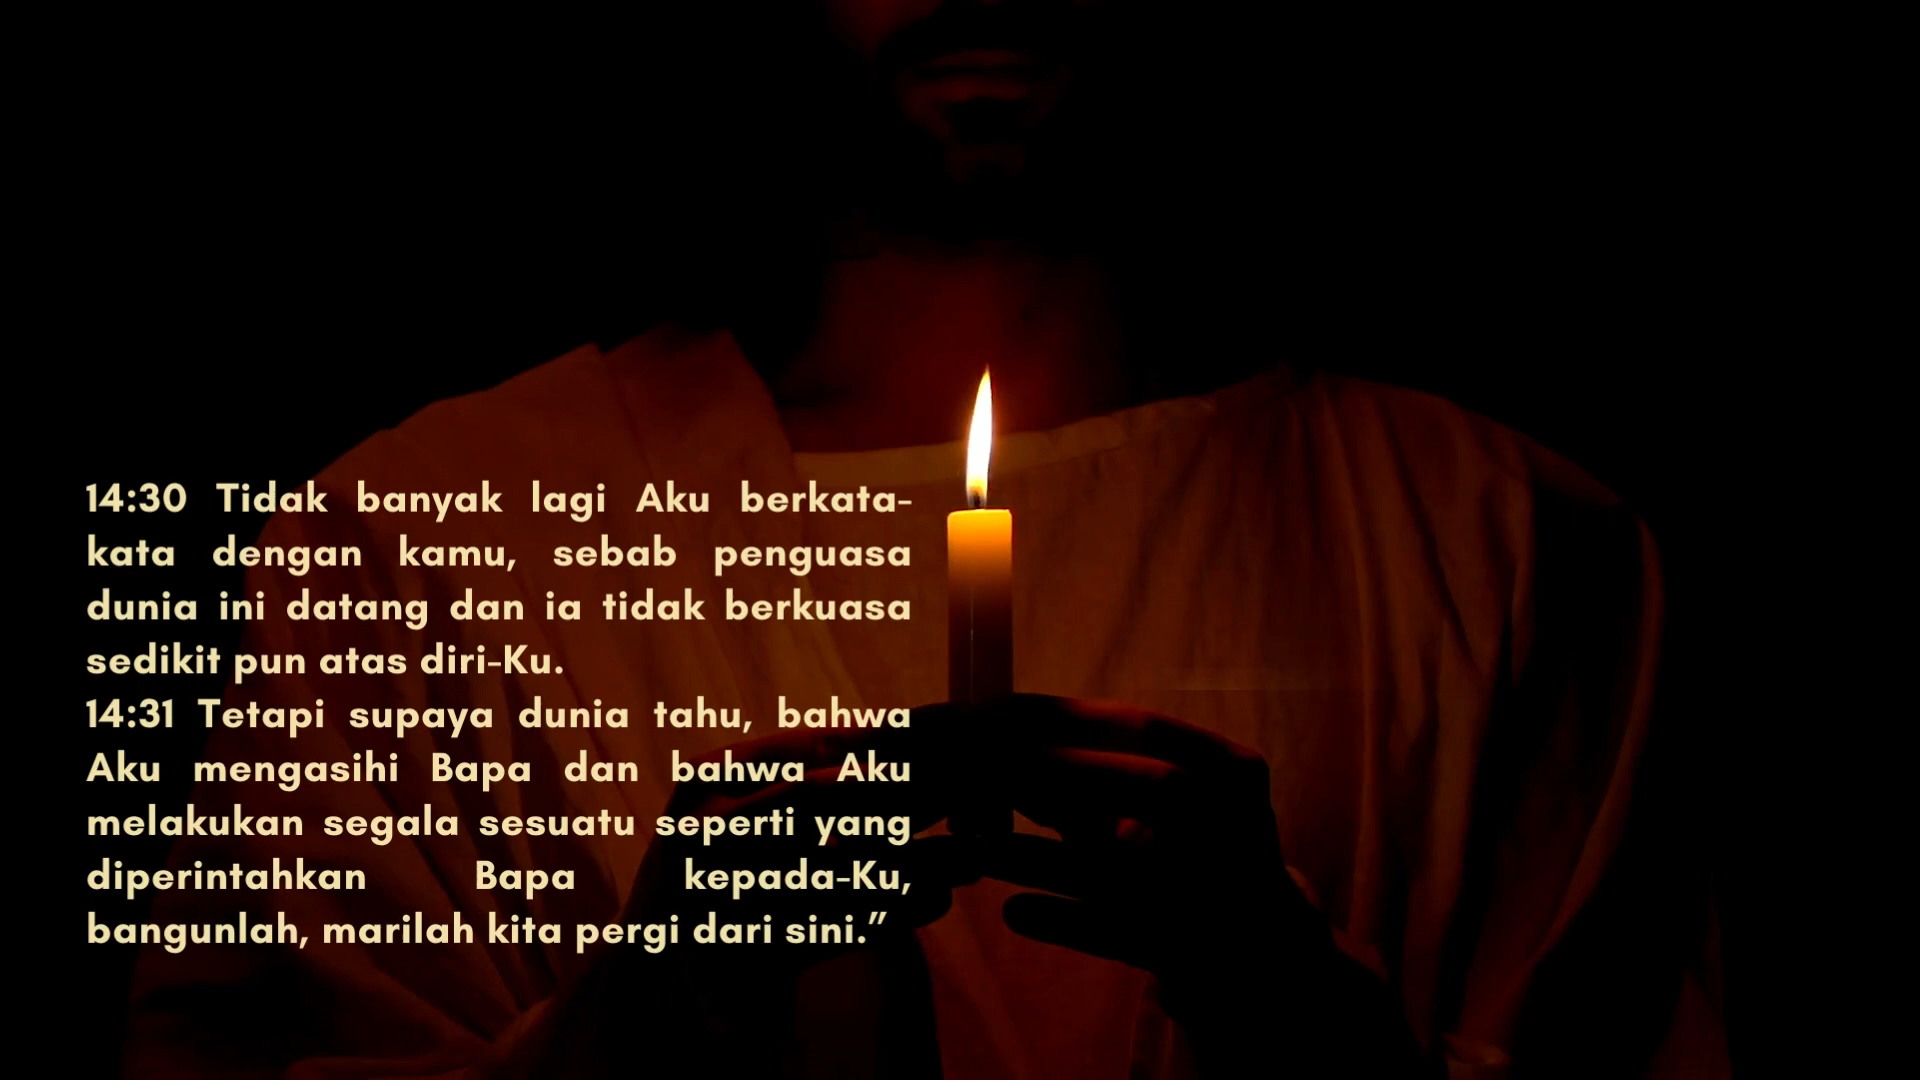 14:30 Tidak banyak lagi Aku berkata-
kata dengan kamu, sebab penguasa
dunia ini datang dan ia tidak berkuasa
sedikit pun atas diri-Ku.
14:31 Tetapi supaya dunia tahu, bahwa
Aku mengasihi Bapa dan bahwa Aku
melakukan segala sesuatu seperti yang
diperintahkan Bapa kepada-Ku,
bangunlah, marilah kita pergi dari sini.”